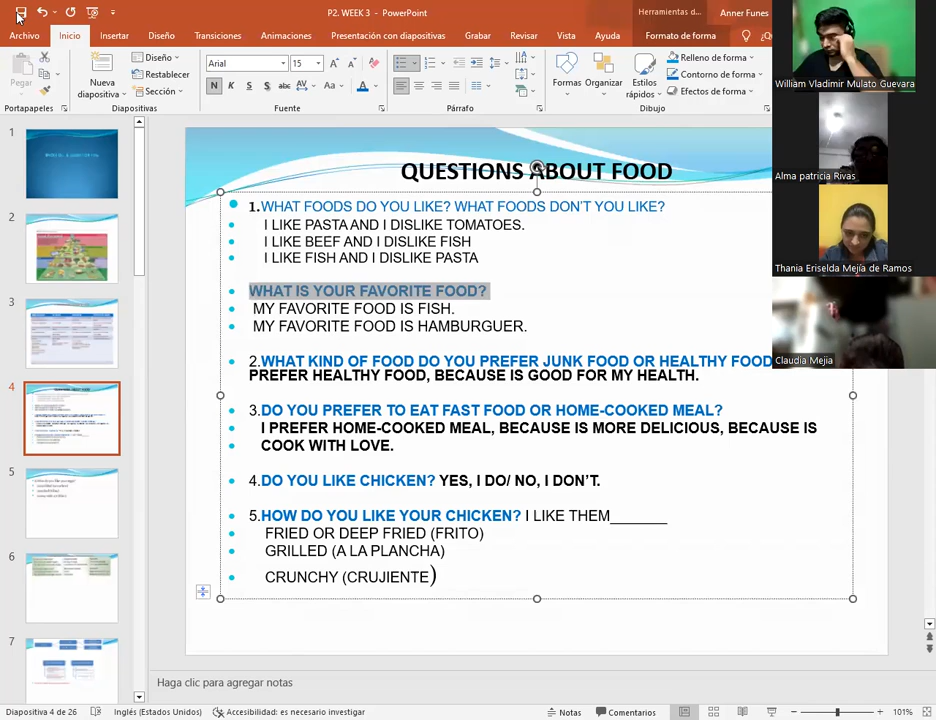 P2. WEEK 3 - PowerPoint
Herramientas d...
Anner Funes
Archivo
Inicio
Insertar
Diseño
Transiciones
Animaciones
Presentación con diapositivas
Grabar
Revisar
Vista
Ayuda
Formato de forma
Pegar
Nueva diapositiva
Diseño
Restablecer
Sección
Arial
15
N
K
S
abc
AV
Aa
A
Formas
Organizar
Estilos rápidos
Relleno de forma
Contorno de forma
Efectos de forma
Portapapeles
Diapositivas
Fuente
Párrafo
Dibujo
William Vladimir Mulato Guevara
Alma patricia Rivas
Thania Eriselda Mejía de Ramos
Claudia Mejia
1
2
3
4
5
6
7
QUESTIONS ABOUT FOOD
1.WHAT FOODS DO YOU LIKE? WHAT FOODS DON'T YOU LIKE?
I LIKE PASTA AND I DISLIKE TOMATOES.
I LIKE BEEF AND I DISLIKE FISH
I LIKE FISH AND I DISLIKE PASTA
WHAT IS YOUR FAVORITE FOOD?
MY FAVORITE FOOD IS FISH.
MY FAVORITE FOOD IS HAMBURGUER.
2.WHAT KIND OF FOOD DO YOU PREFER JUNK FOOD OR HEALTHY FOOD
PREFER HEALTHY FOOD, BECAUSE IS GOOD FOR MY HEALTH.
3.DO YOU PREFER TO EAT FAST FOOD OR HOME-COOKED MEAL?
I PREFER HOME-COOKED MEAL, BECAUSE IS MORE DELICIOUS, BECAUSE IS
COOK WITH LOVE.
4.DO YOU LIKE CHICKEN? YES, I DO/ NO, I DON'T.
5.HOW DO YOU LIKE YOUR CHICKEN? I LIKE THEM_______
FRIED OR DEEP FRIED (FRITO)
GRILLED (A LA PLANCHA)
CRUNCHY (CRUJIENTE)
Haga clic para agregar notas
Diapositiva 4 de 26
Inglés (Estados Unidos)
Accesibilidad: es necesario investigar
Notas
Comentarios
101%